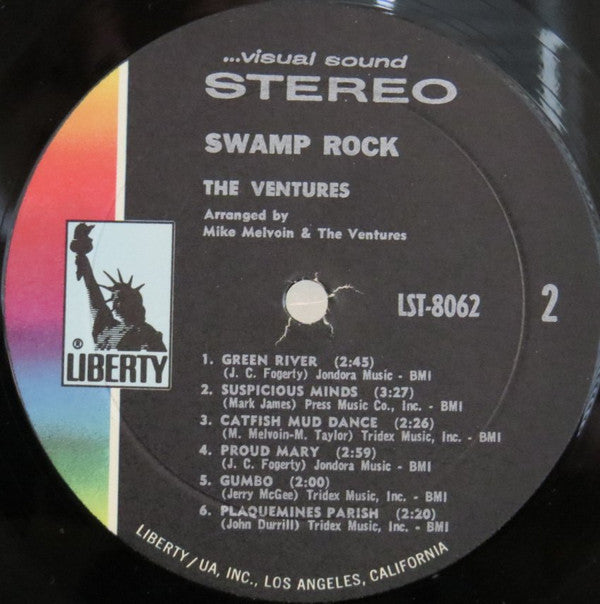 ...visual sound
STEREO
SWAMP ROCK
THE VENTURES
Arranged by
Mike Melvoin & The Ventures
LST-8062 2
® LIBERTY
1. GREEN RIVER (2:45)
(J. C. Fogerty) Jondora Music - BMI
2. SUSPICIOUS MINDS (3:27)
(Mark James) Press Music Co., Inc. - BMI
3. CATFISH MUD DANCE (2:26)
(M. Melvoin-M. Taylor) Tridex Music, Inc - BMI
4. PROUD MARY (2:59)
(J. C. Fogerty) Jondora Music - BMI
5. GUMBO (2:00)
(Jerry McGee) Tridex Music, Inc. - BMI
6. PLAQUEMINES PARISH (2:20)
(John Durrill) Tridex Music, Inc. - BMI
LIBERTY/UA, INC., LOS ANGELES, CALIFORNIA